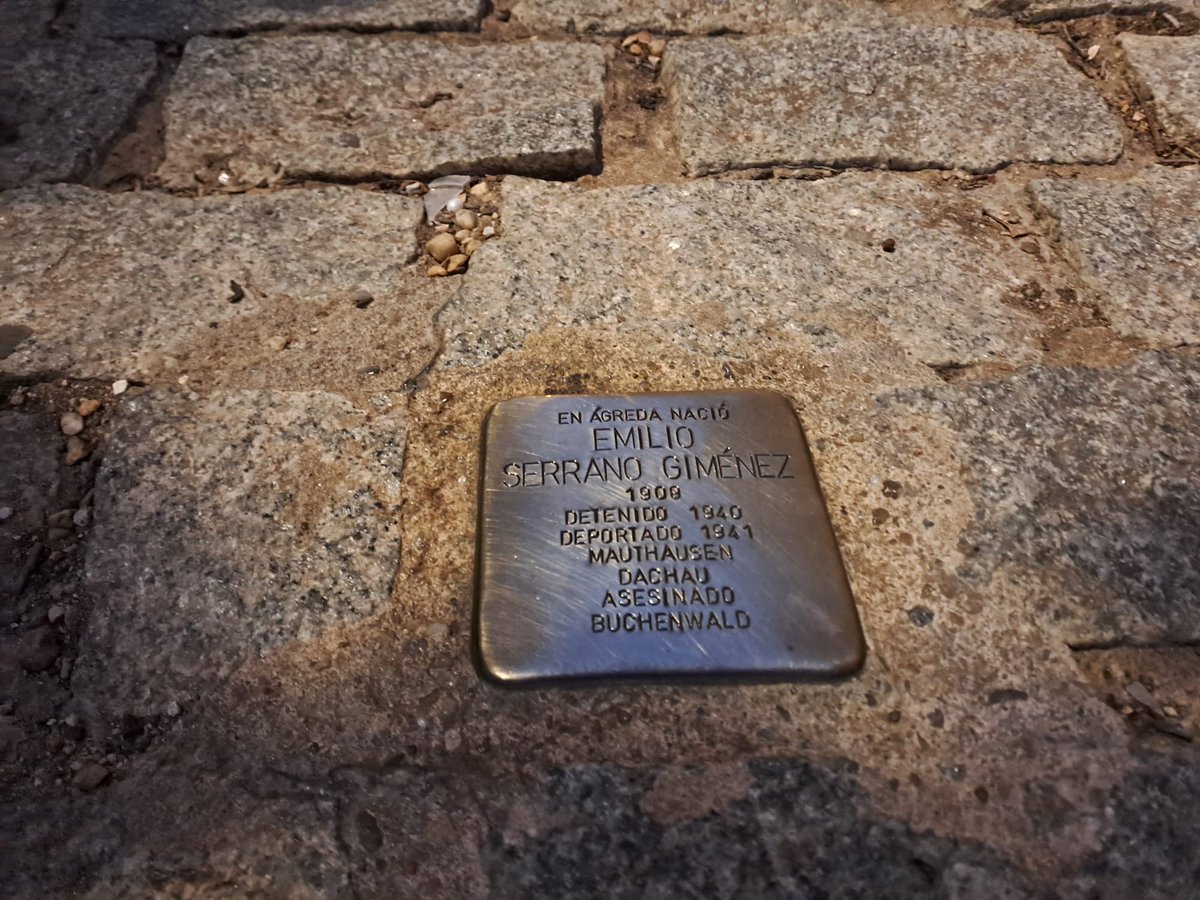 EN ÁGREDA NACIÓ
EMILIO
SERRANO GIMÉNEZ
1908
DETENIDO 1940
DEPORTADO 1941
MAUTHAUSEN
DACHAU
ASESINADO
BUCHENWALD